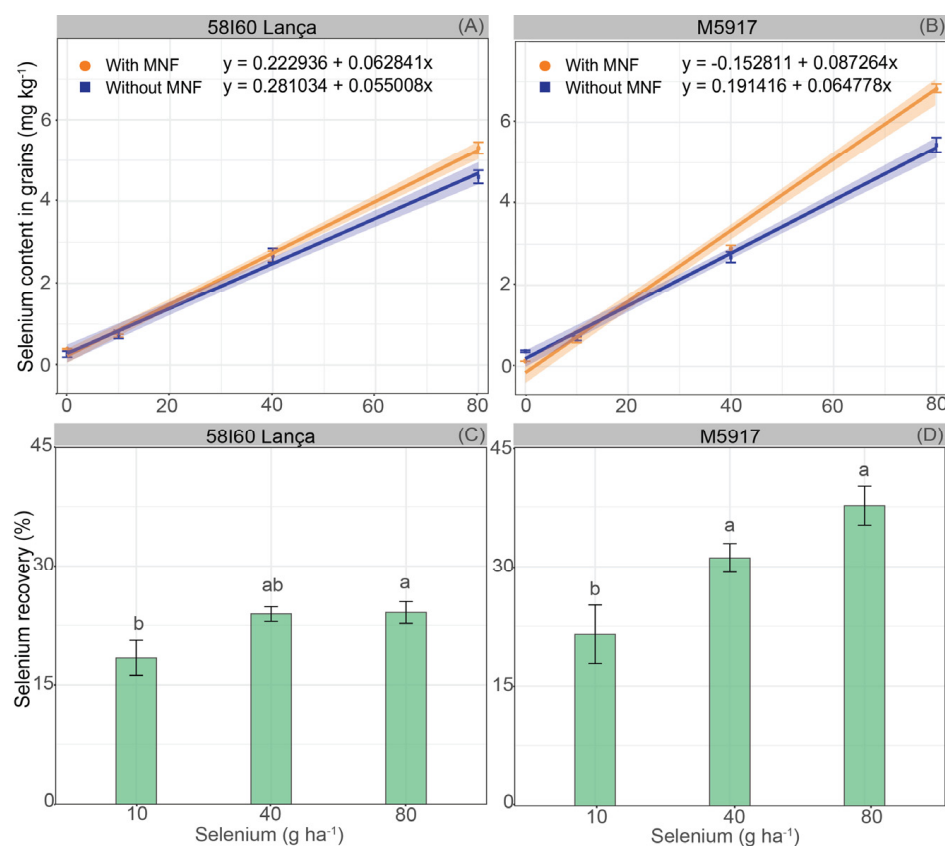 58I60 Lança (A)
M5917 (B)
With MNF y = 0.222936 + 0.062841x
Without MNF y = 0.281034 + 0.055008x
With MNF y = -0.152811 + 0.087264x
Without MNF y = 0.191416 + 0.064778x
Selenium content in grains (mg kg⁻¹)
6
4
2
0
0 20 40 60 80
6
4
2
0
0 20 40 60 80
58I60 Lança (C)
M5917 (D)
Selenium recovery (%)
45
30
15
0
b ab a
10 40 80
Selenium (g ha⁻¹)
45
30
15
0
b a a
10 40 80
Selenium (g ha⁻¹)